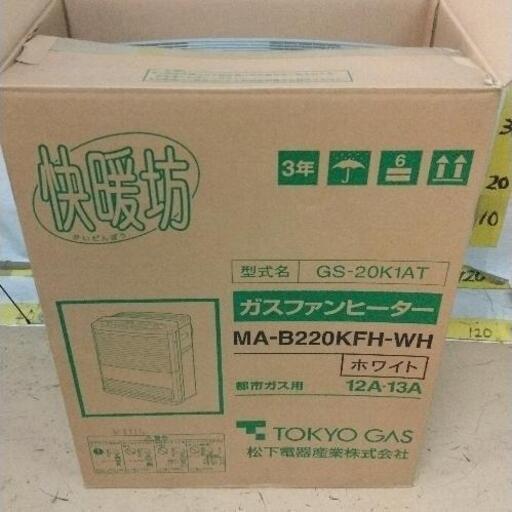 快暖坊
かいだんぼう
3年
6
型式名 GS-20K1AT
ガスファンヒーター
MA-B220KFH-WH
ホワイト
都市ガス用 12A・13A
TOKYO GAS
松下電器産業株式会社
20
10
120
120